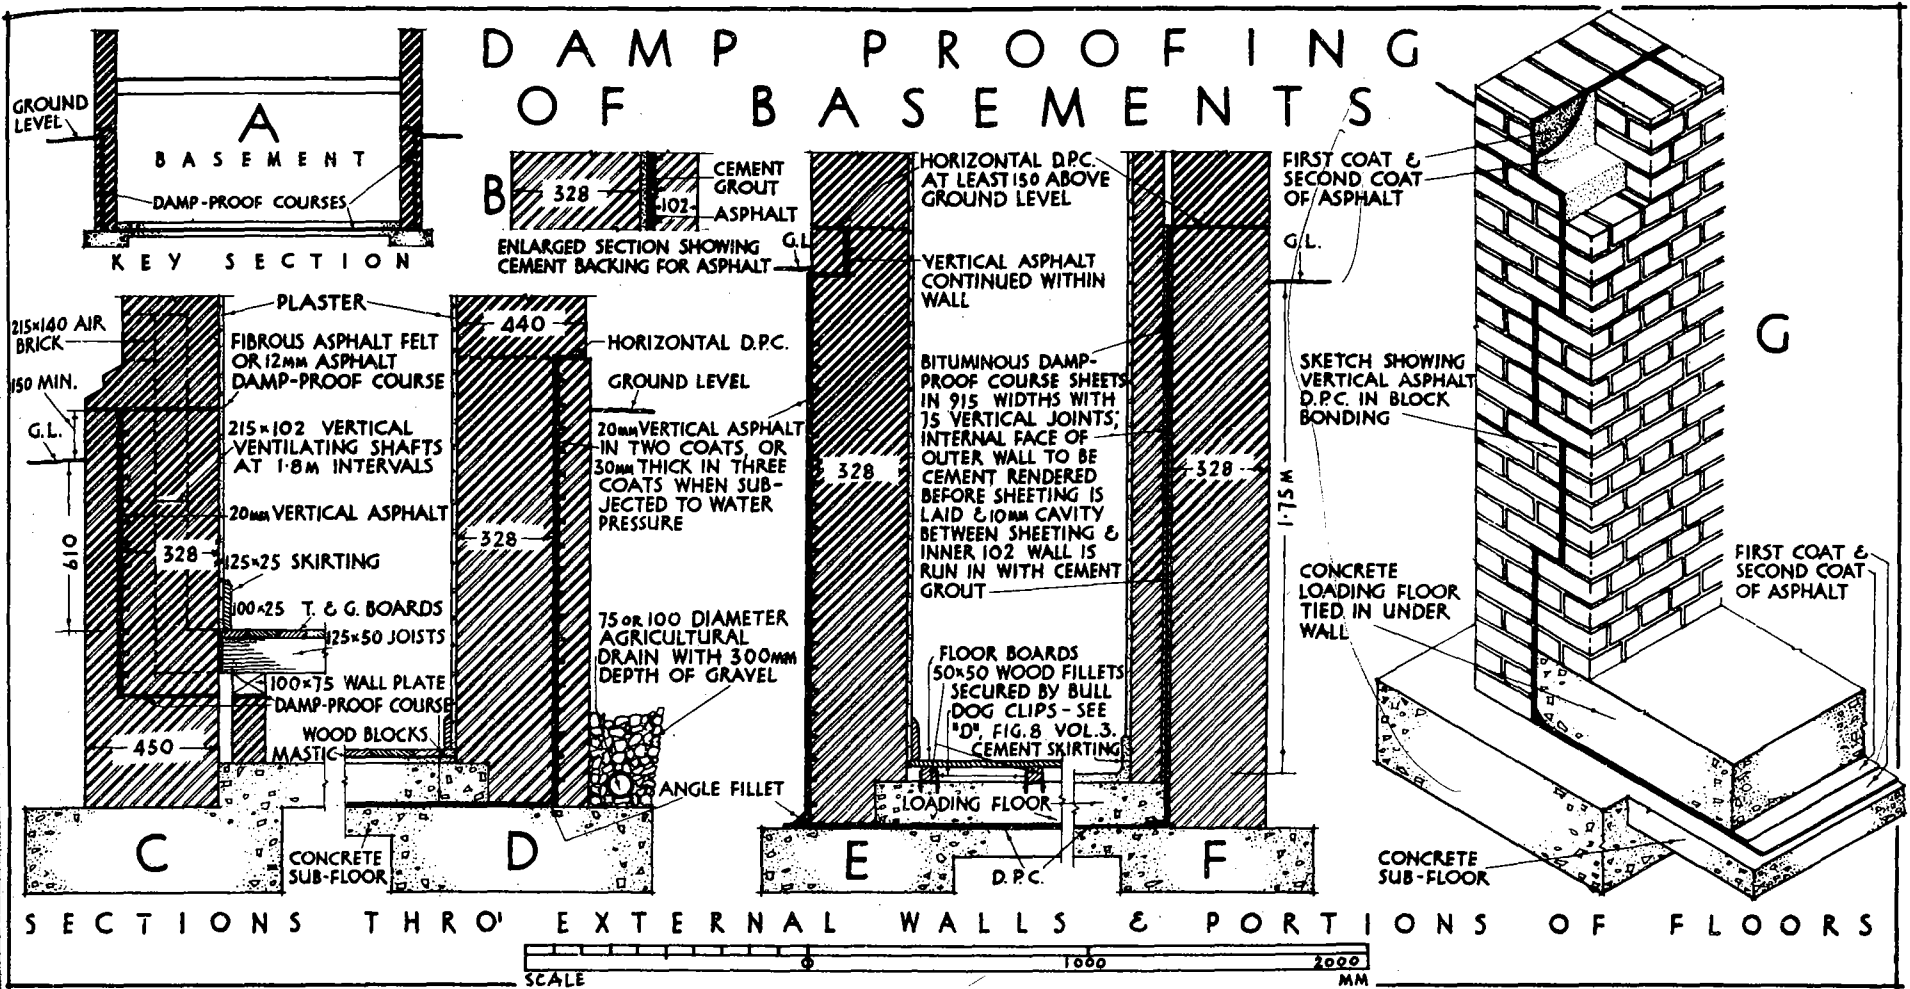 DAMP PROOFING
OF BASEMENTS
GROUND
LEVEL
A
BASEMENT
DAMP-PROOF COURSES
KEY SECTION
B
328
102
CEMENT
GROUT
ASPHALT
ENLARGED SECTION SHOWING
CEMENT BACKING FOR ASPHALT
G.L.
HORIZONTAL D.P.C.
AT LEAST 150 ABOVE
GROUND LEVEL
VERTICAL ASPHALT
CONTINUED WITHIN
WALL
FIRST COAT &
SECOND COAT
OF ASPHALT
G.L.
PLASTER
215×140 AIR
BRICK
150 MIN.
G.L.
610
FIBROUS ASPHALT FELT
OR 12MM ASPHALT
DAMP-PROOF COURSE
215×102 VERTICAL
VENTILATING SHAFTS
AT 1·8M INTERVALS
20MM VERTICAL ASPHALT
328
125×25 SKIRTING
100×25 T. & G. BOARDS
125×50 JOISTS
100×75 WALL PLATE
DAMP-PROOF COURSE
450
WOOD BLOCKS
MASTIC
C
CONCRETE
SUB-FLOOR
440
HORIZONTAL D.P.C.
GROUND LEVEL
20MM VERTICAL ASPHALT
IN TWO COATS, OR
30MM THICK IN THREE
COATS WHEN SUB-
JECTED TO WATER
PRESSURE
328
75 OR 100 DIAMETER
AGRICULTURAL
DRAIN WITH 300MM
DEPTH OF GRAVEL
ANGLE FILLET
D
328
BITUMINOUS DAMP-
PROOF COURSE SHEETS
IN 915 WIDTHS WITH
75 VERTICAL JOINTS;
INTERNAL FACE OF
OUTER WALL TO BE
CEMENT RENDERED
BEFORE SHEETING IS
LAID & 10MM CAVITY
BETWEEN SHEETING &
INNER 102 WALL IS
RUN IN WITH CEMENT
GROUT
328
1·75M
FLOOR BOARDS
50×50 WOOD FILLETS
SECURED BY BULL
DOG CLIPS - SEE
"D", FIG. 8 VOL. 3.
CEMENT SKIRTING
LOADING FLOOR
E
D.P.C.
F
SKETCH SHOWING
VERTICAL ASPHALT
D.P.C. IN BLOCK
BONDING
G
CONCRETE
LOADING FLOOR
TIED IN UNDER
WALL
FIRST COAT &
SECOND COAT
OF ASPHALT
CONCRETE
SUB-FLOOR
SECTIONS THRO' EXTERNAL WALLS & PORTIONS OF FLOORS
0 1000 2000
SCALE MM